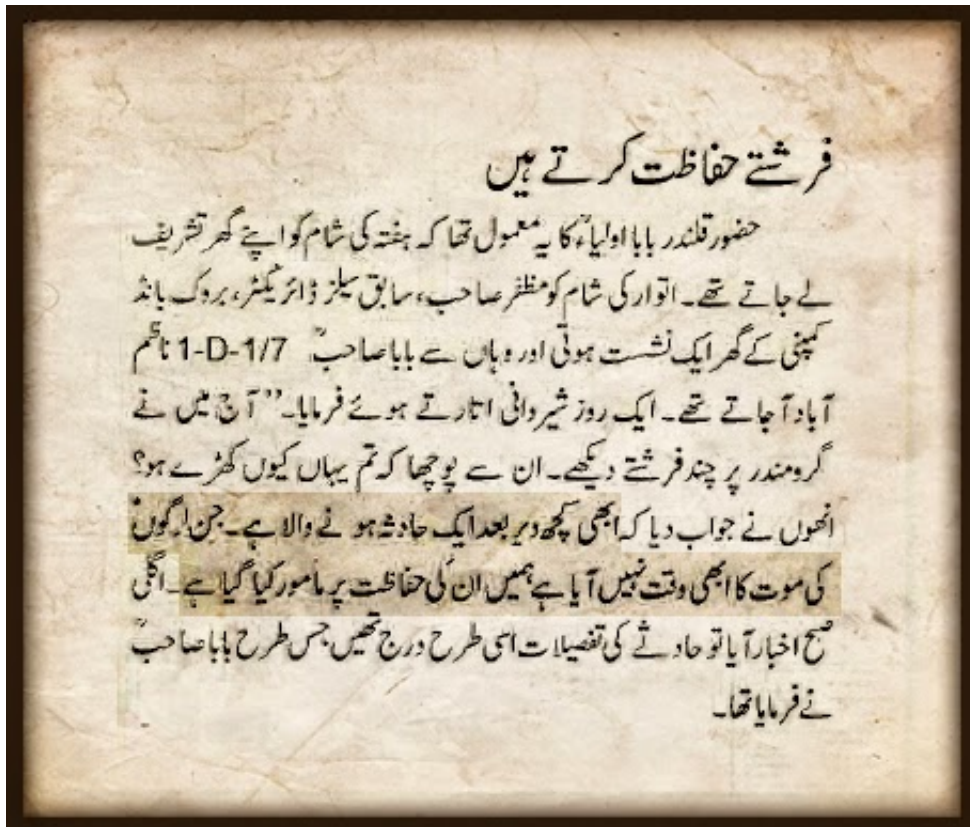 فرشتے حفاظت کرتے ہیں
حضور قلندر بابا اولیاءؒ کا یہ معمول تھا کہ ہفتہ کی شام کو اپنے گھر تشریف
لے جاتے تھے۔ اتوار کی شام کو مظفر صاحب، سابق سیلز ڈائریکٹر، بروک بانڈ
کمپنی کے گھر ایک نشست ہوتی اور وہاں سے بابا صاحبؒ 1-D-1/7 ناظم
آباد آجاتے تھے۔ ایک روز شیروانی اتارتے ہوئے فرمایا۔ ’’آج میں نے
گرومندر پر چند فرشتے دیکھے۔ ان سے پوچھا کہ تم یہاں کیوں کھڑے ہو؟
انھوں نے جواب دیا کہ ابھی کچھ دیر بعد ایک حادثہ ہونے والا ہے۔ جن لوگوں
کی موت کا ابھی وقت نہیں آیا ہے ہمیں ان کی حفاظت پر مامور کیا گیا ہے۔ اگلی
صبح اخبار آیا تو حادثے کی تفصیلات اسی طرح درج تھیں جس طرح بابا صاحبؒ
نے فرمایا تھا۔